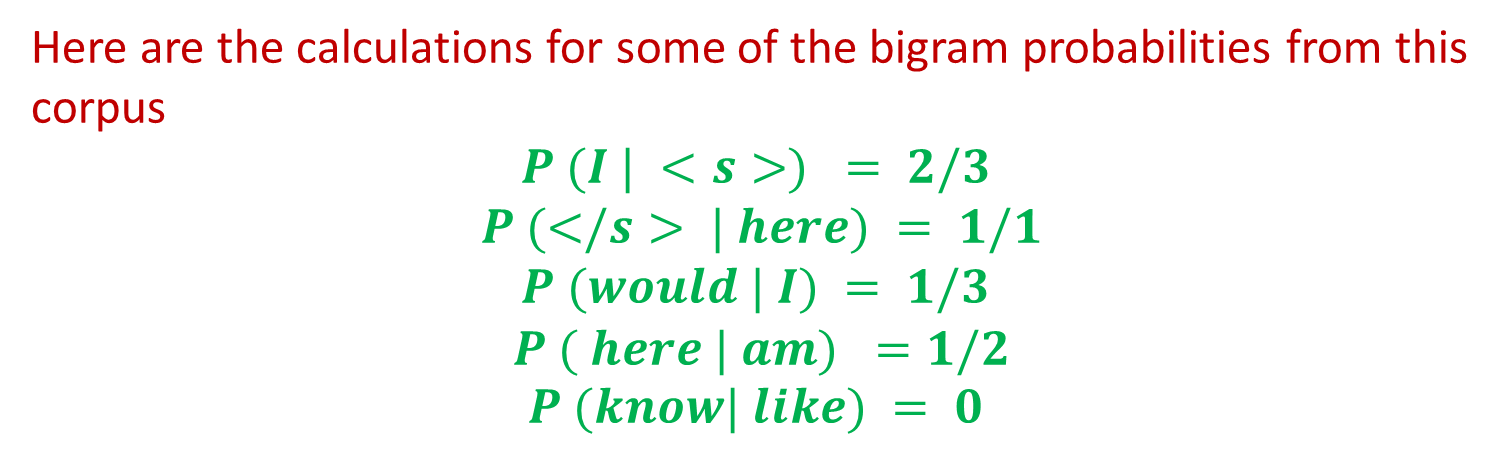 Here are the calculations for some of the bigram probabilities from this
corpus
P (I | < s >) = 2/3
P (</s > | here) = 1/1
P (would | I) = 1/3
P ( here | am) = 1/2
P (know| like) = 0